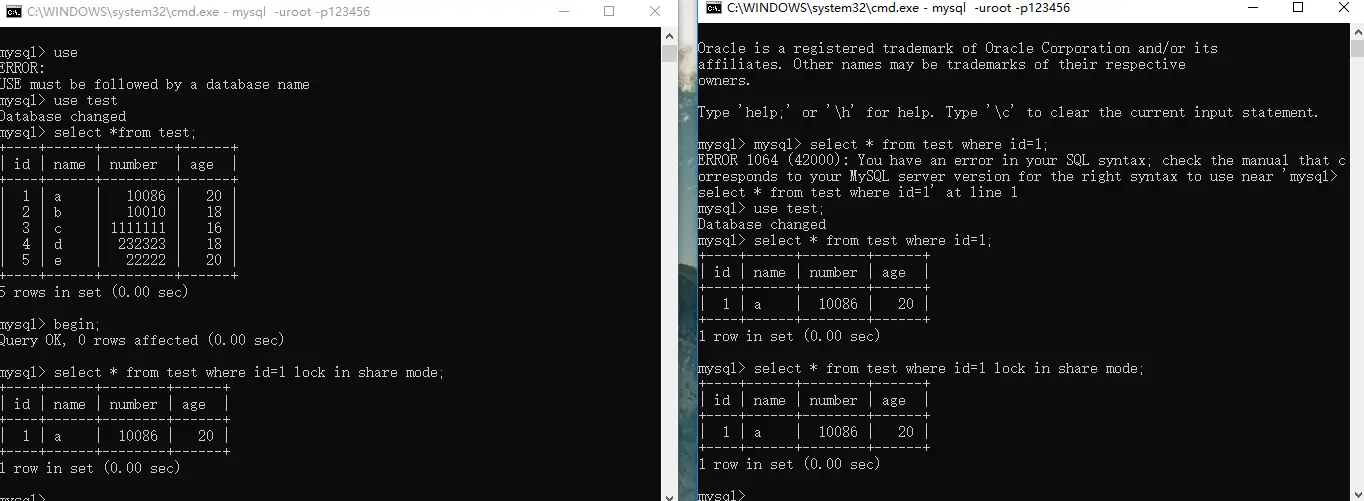 C:\WINDOWS\system32\cmd.exe - mysql  -uroot -p123456
mysql> use
ERROR:
USE must be followed by a database name
mysql> use test
Database changed
mysql> select *from test;
+----+------+---------+------+
| id | name | number  | age  |
+----+------+---------+------+
|  1 | a    |   10086 |   20 |
|  2 | b    |   10010 |   18 |
|  3 | c    | 1111111 |   16 |
|  4 | d    |  232323 |   18 |
|  5 | e    |   22222 |   20 |
+----+------+---------+------+
5 rows in set (0.00 sec)
mysql> begin;
Query OK, 0 rows affected (0.00 sec)
mysql> select * from test where id=1 lock in share mode;
+----+------+--------+------+
| id | name | number | age  |
+----+------+--------+------+
|  1 | a    |  10086 |   20 |
+----+------+--------+------+
1 row in set (0.00 sec)
mysql>
C:\WINDOWS\system32\cmd.exe - mysql  -uroot -p123456
Oracle is a registered trademark of Oracle Corporation and/or its
affiliates. Other names may be trademarks of their respective
owners.
Type 'help;' or '\h' for help. Type '\c' to clear the current input statement.
mysql> mysql> select * from test where id=1;
ERROR 1064 (42000): You have an error in your SQL syntax; check the manual that c
orresponds to your MySQL server version for the right syntax to use near 'mysql>
select * from test where id=1' at line 1
mysql> use test;
Database changed
mysql> select * from test where id=1;
+----+------+--------+------+
| id | name | number | age  |
+----+------+--------+------+
|  1 | a    |  10086 |   20 |
+----+------+--------+------+
1 row in set (0.00 sec)
mysql> select * from test where id=1 lock in share mode;
+----+------+--------+------+
| id | name | number | age  |
+----+------+--------+------+
|  1 | a    |  10086 |   20 |
+----+------+--------+------+
1 row in set (0.00 sec)
mysql>